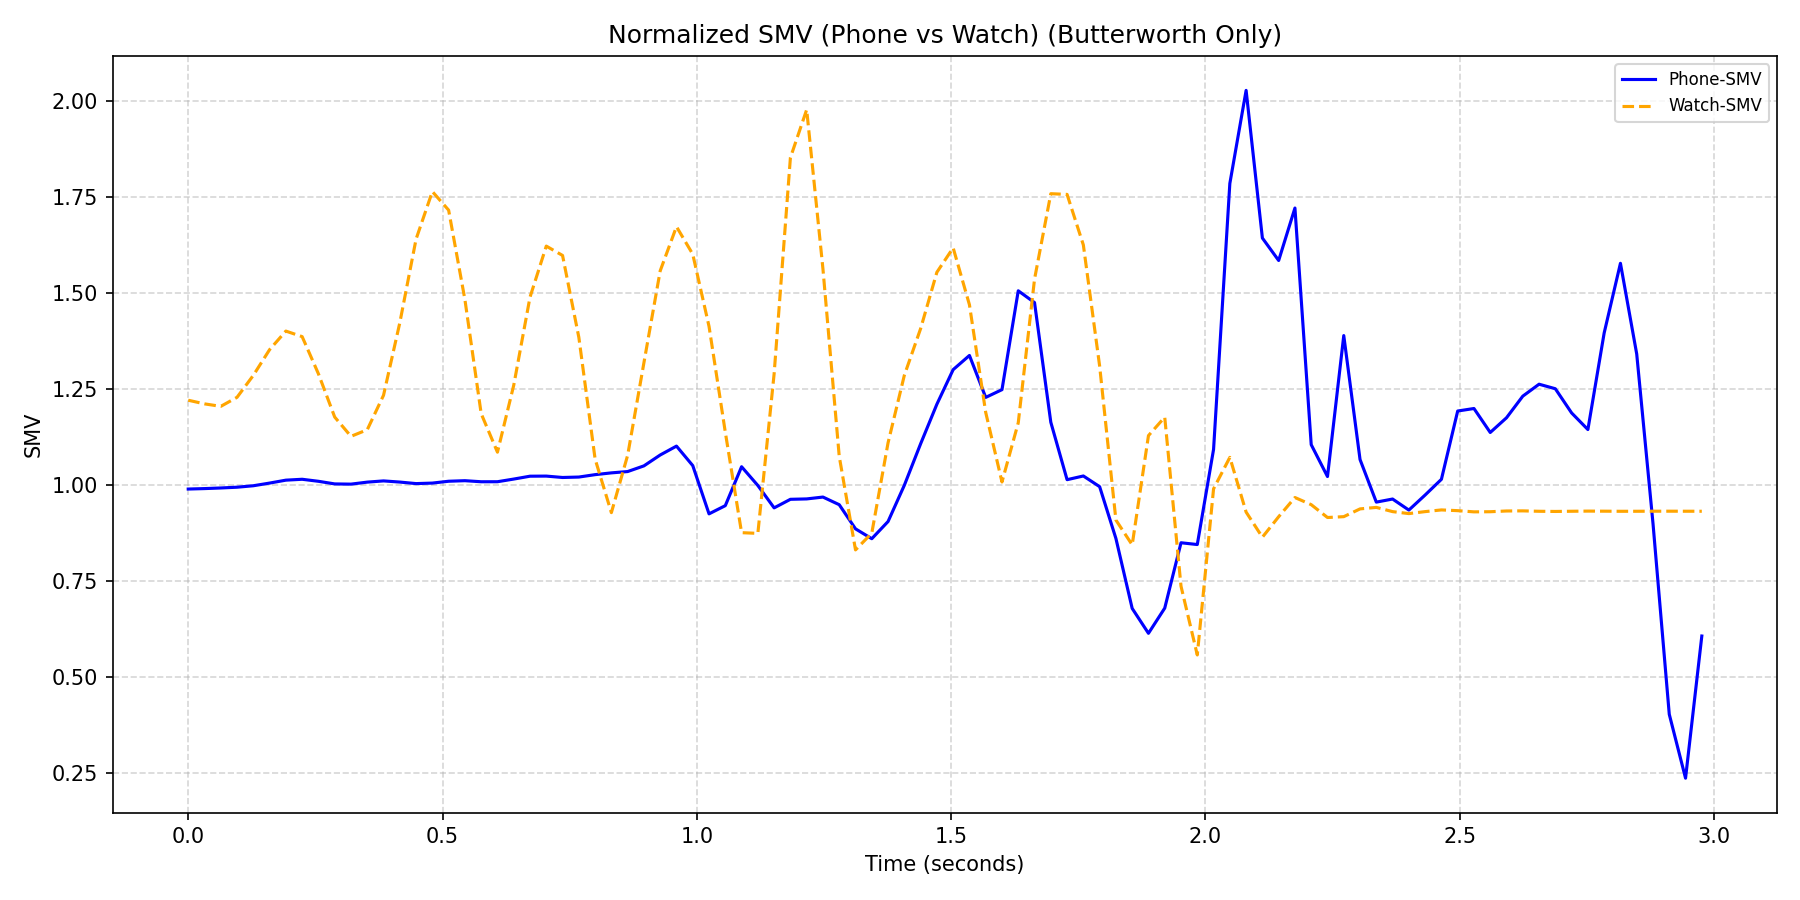 Normalized SMV (Phone vs Watch) (Butterworth Only)
Phone-SMV
Watch-SMV
SMV
2.00
1.75
1.50
1.25
1.00
0.75
0.50
0.25
0.0 0.5 1.0 1.5 2.0 2.5 3.0
Time (seconds)